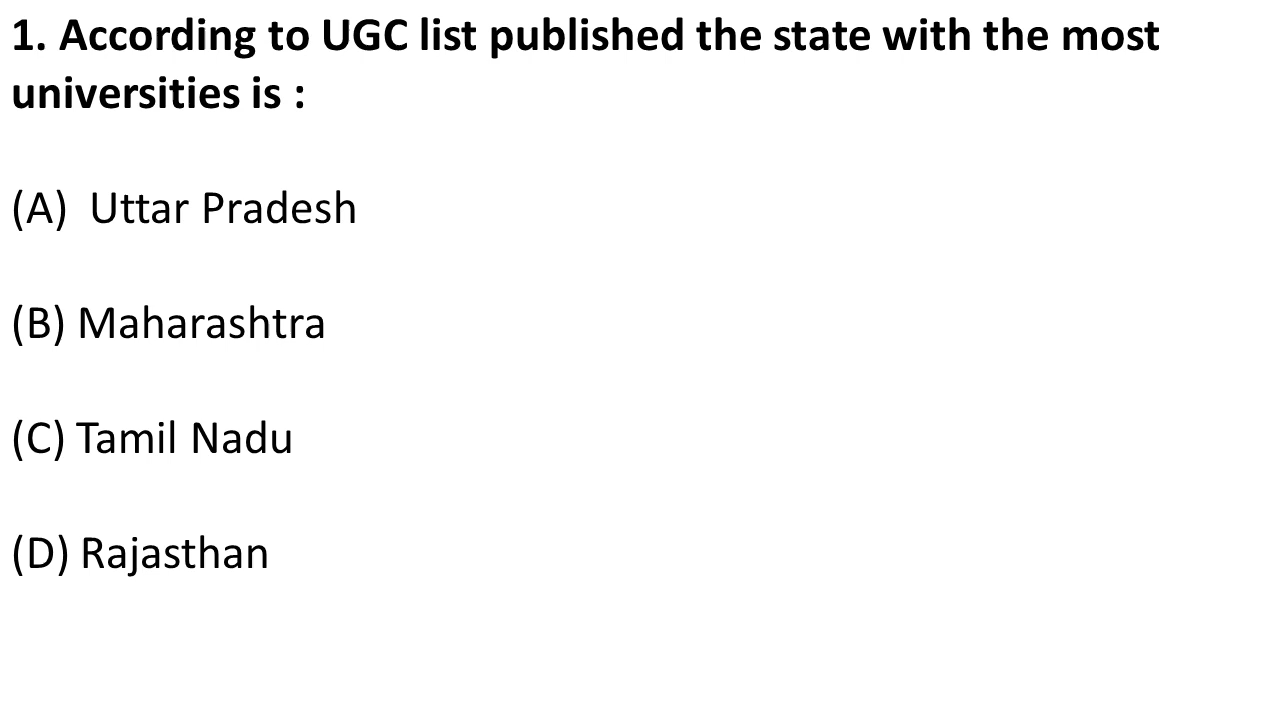 1. According to UGC list published the state with the most
universities is :
(A)  Uttar Pradesh
(B) Maharashtra
(C) Tamil Nadu
(D) Rajasthan